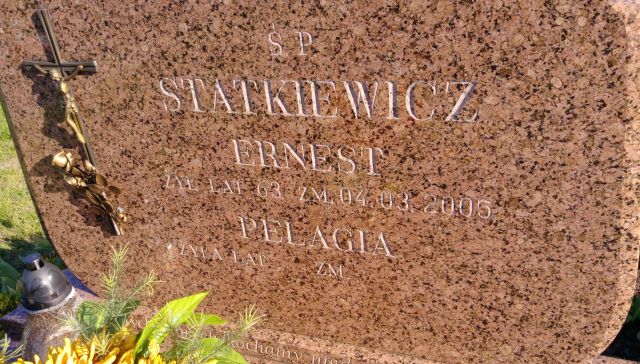 Ś P
STATKIEWICZ
ERNEST
ŻYŁ LAT 63 ZM. 04.03.2005
PELAGIA
ŻYŁA LAT ZM.